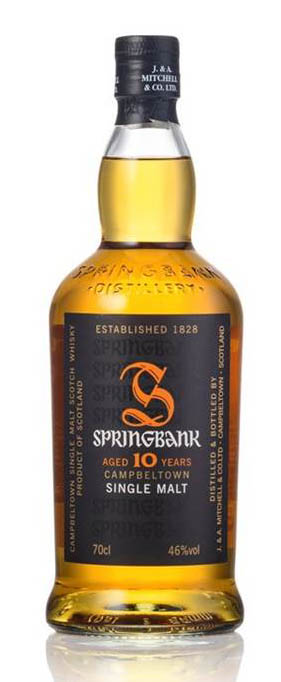 J. & A.
MITCHELL
& CO. LTD.
SPRINGBANK
· DISTILLERY ·
ESTABLISHED 1828
SPRINGBANK
AGED 10 YEARS
CAMPBELTOWN
SINGLE MALT
70cl 46%vol
CAMPBELTOWN SINGLE MALT SCOTCH WHISKY
PRODUCT OF SCOTLAND
DISTILLED & BOTTLED BY
J. & A. MITCHELL & CO.LTD · CAMPBELTOWN · SCOTLAND